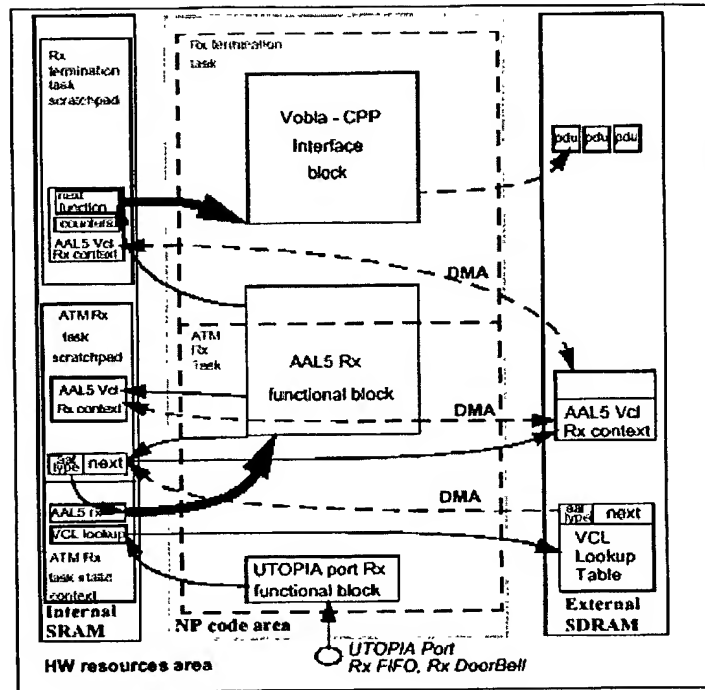 Rx
termination
task
scratchpad
next
function
counters
AAL5 Vcl
Rx context
ATM Rx
task
scratchpad
AAL5 Vcl
Rx context
aal
type
next
AAL5 rx
VCL lookup
ATM Rx
task state
context
Internal
SRAM
Rx termination
task
Vobla - CPP
Interface
block
ATM
Rx
Task
AAL5 Rx
functional block
UTOPIA port Rx
functional block
NP code area
DMA
DMA
DMA
pdu pdu pdu
AAL5 Vcl
Rx context
aal
type
next
VCL
Lookup
Table
External
SDRAM
UTOPIA Port
Rx FIFO, Rx DoorBell
HW resources area